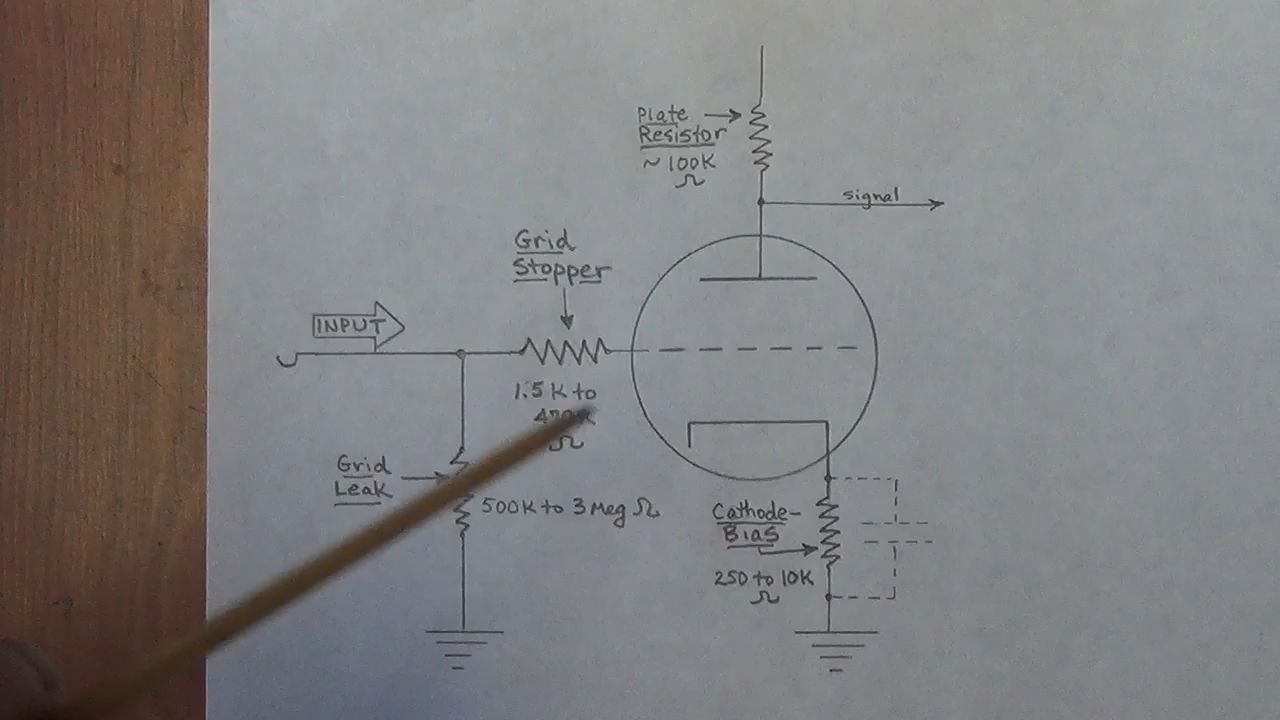 Plate
Resistor
~ 100K
Ω
signal
Grid
Stopper
INPUT
1.5K to
470K
Ω
Grid
Leak
500K to 3 Meg Ω
Cathode-
Bias
250 to 10K
Ω